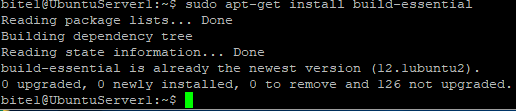 bitel@UbuntuServer1:~$ sudo apt-get install build-essential
Reading package lists... Done
Building dependency tree
Reading state information... Done
build-essential is already the newest version (12.1ubuntu2).
0 upgraded, 0 newly installed, 0 to remove and 126 not upgraded.
bitel@UbuntuServer1:~$